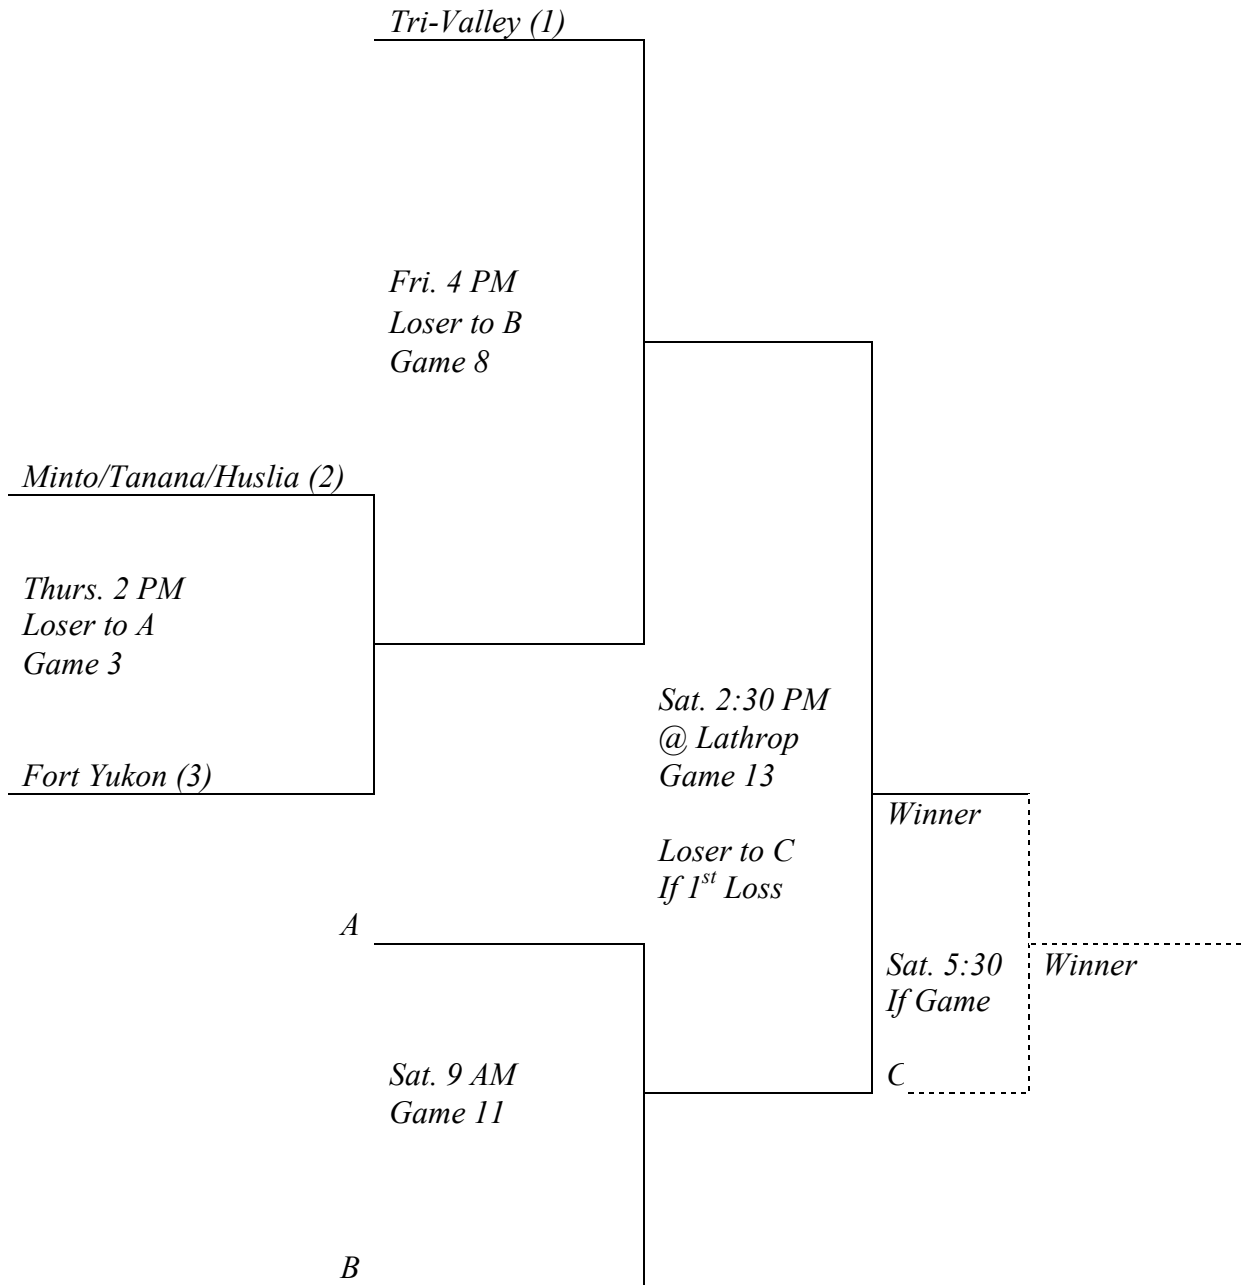 Tri-Valley (1)
Fri. 4 PM
Loser to B
Game 8
Minto/Tanana/Huslia (2)
Thurs. 2 PM
Loser to A
Game 3
Fort Yukon (3)
Sat. 2:30 PM
@ Lathrop
Game 13
Loser to C
If 1st Loss
Winner
A
Sat. 5:30
If Game
Winner
C
Sat. 9 AM
Game 11
B